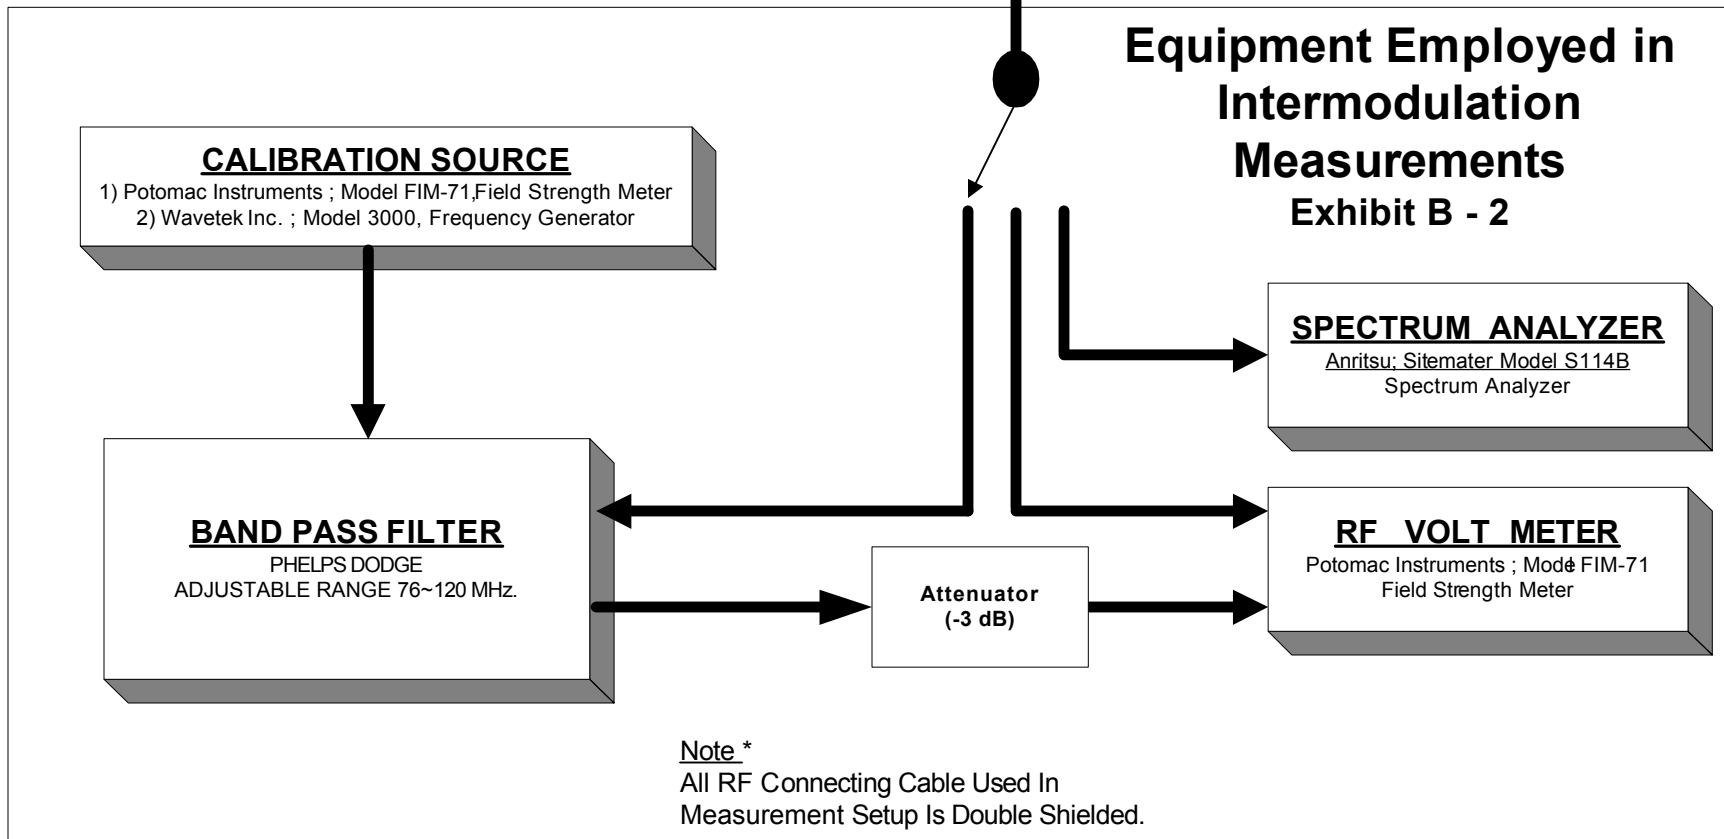 Equipment Employed in
Intermodulation
Measurements
Exhibit B - 2
CALIBRATION SOURCE
1) Potomac Instruments ; Model FIM-71,Field Strength Meter
2) Wavetek Inc. ; Model 3000, Frequency Generator
SPECTRUM ANALYZER
Anritsu; Sitemater Model S114B
Spectrum Analyzer
BAND PASS FILTER
PHELPS DODGE
ADJUSTABLE RANGE 76~120 MHz.
Attenuator
(-3 dB)
RF VOLT METER
Potomac Instruments ; Model FIM-71
Field Strength Meter
Note *
All RF Connecting Cable Used In
Measurement Setup Is Double Shielded.